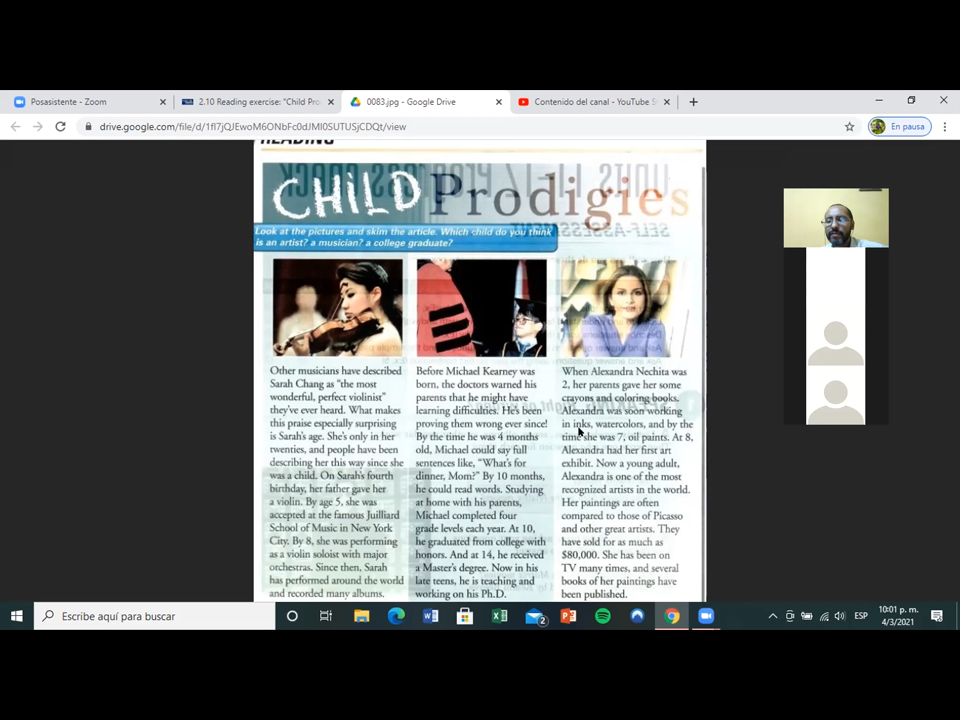 Posasistente - Zoom
2.10 Reading exercise: "Child Pro
0083.jpg - Google Drive
Contenido del canal - YouTube S
drive.google.com/file/d/1fI7jQJEwoM6ONbFc0dJMI0SUTUSjCDQt/view
En pausa
READING
CHILD Prodigies
Look at the pictures and skim the article. Which child do you think
is an artist? a musician? a college graduate?
Other musicians have described
Sarah Chang as "the most
wonderful, perfect violinist"
they've ever heard. What makes
this praise especially surprising
is Sarah's age. She's only in her
twenties, and people have been
describing her this way since she
was a child. On Sarah's fourth
birthday, her father gave her
a violin. By age 5, she was
accepted at the famous Juilliard
School of Music in New York
City. By 8, she was performing
as a violin soloist with major
orchestras. Since then, Sarah
has performed around the world
and recorded many albums.
Before Michael Kearney was
born, the doctors warned his
parents that he might have
learning difficulties. He's been
proving them wrong ever since!
By the time he was 4 months
old, Michael could say full
sentences like, "What's for
dinner, Mom?" By 10 months,
he could read words. Studying
at home with his parents,
Michael completed four
grade levels each year. At 10,
he graduated from college with
honors. And at 14, he received
a Master's degree. Now in his
late teens, he is teaching and
working on his Ph.D.
When Alexandra Nechita was
2, her parents gave her some
crayons and coloring books.
Alexandra was soon working
in inks, watercolors, and by the
time she was 7, oil paints. At 8,
Alexandra had her first art
exhibit. Now a young adult,
Alexandra is one of the most
recognized artists in the world.
Her paintings are often
compared to those of Picasso
and other great artists. They
have sold for as much as
$80,000. She has been on
TV many times, and several
books of her paintings have
been published.
Escribe aquí para buscar
2
ESP
10:01 p. m.
4/3/2021